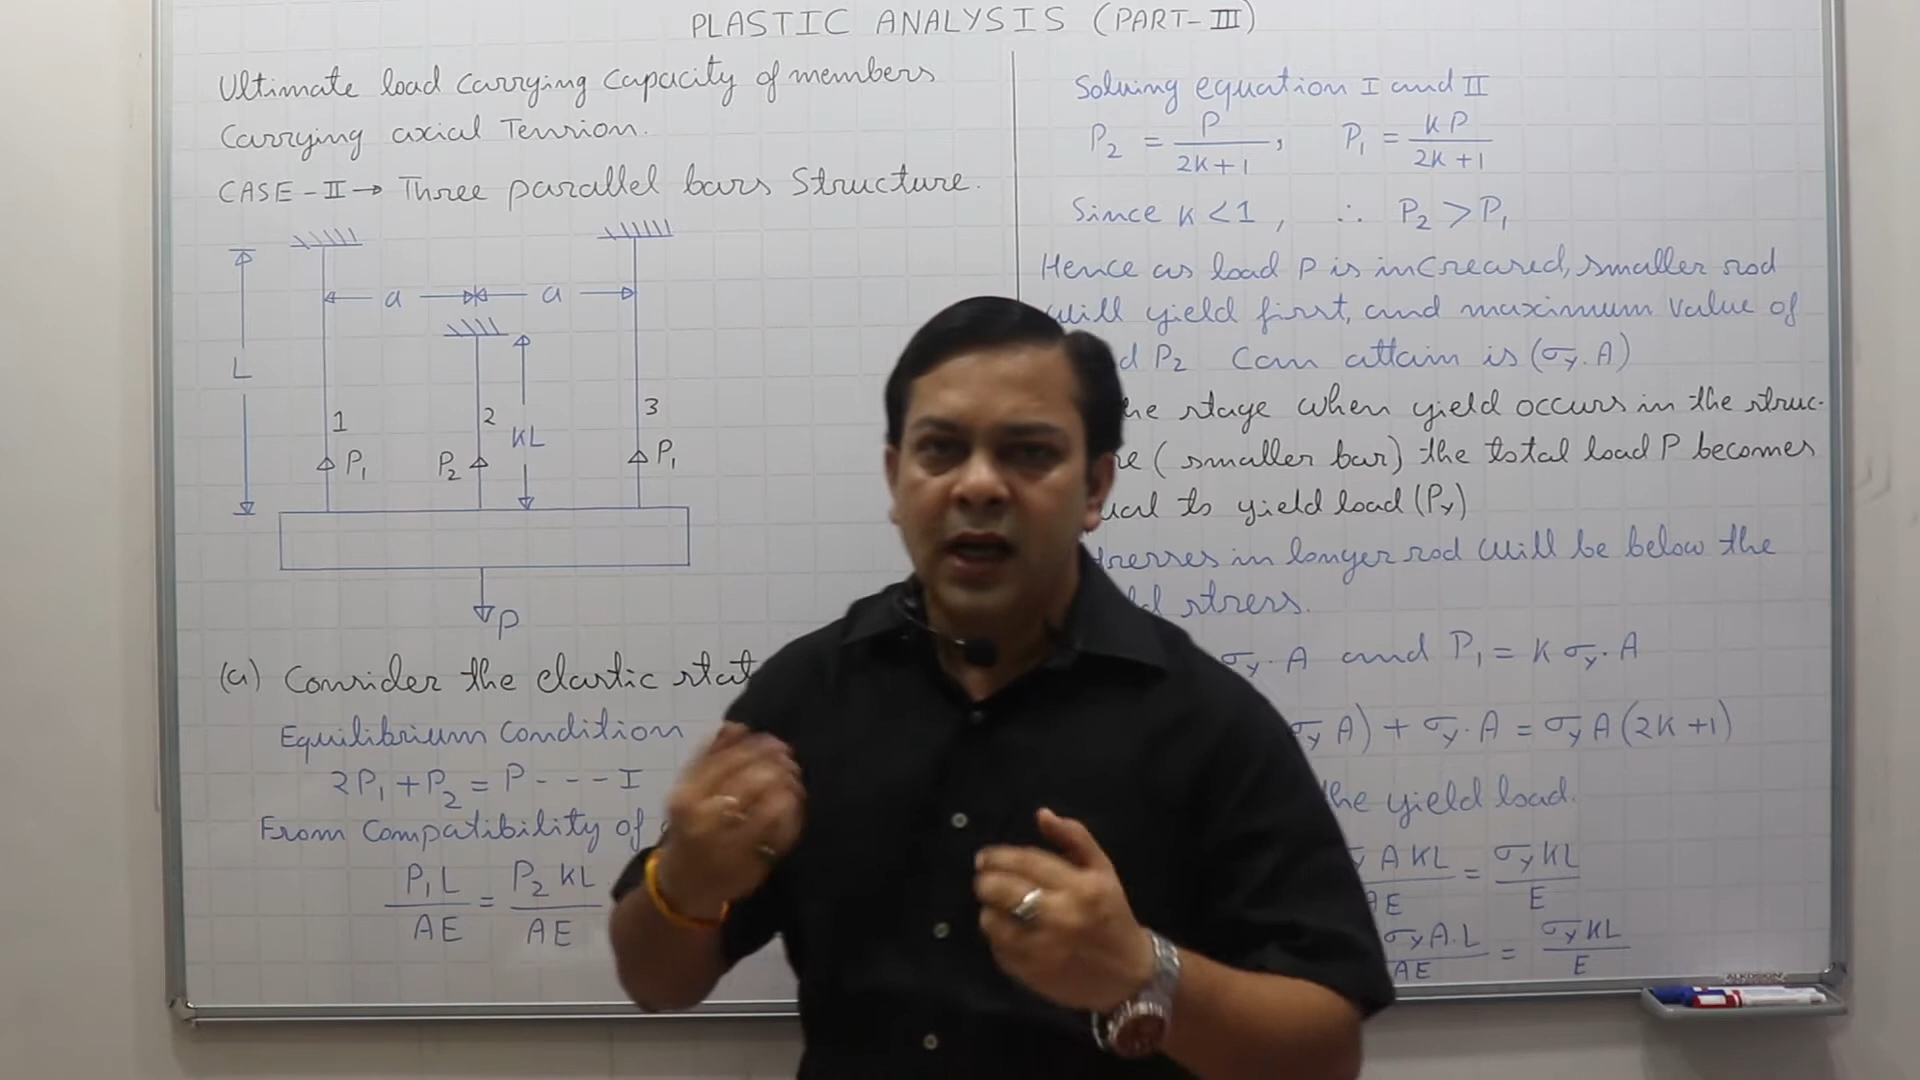 PLASTIC ANALYSIS (PART-III)
Ultimate load carrying capacity of members
Carrying axial Tension.
CASE-II → Three parallel bars Structure.
a a
L
1 2 3
KL
P₁ P₂ P₁
P
(a) Consider the elastic
Equilibrium Condition
2P₁ + P₂ = P - - - I
From Compatibility of
P₁L/AE = P₂KL/AE
Solving equation I and II
P₂ = P/(2K+1), P₁ = KP/(2K+1)
Since K<1, ∴ P₂ > P₁
Hence as load P is increased, smaller rod
will yield first, and maximum value of
P₂ Can attain is (σy.A)
stage when yield occurs in the struc-
(smaller bar) the total load P becomes
to yield load (Py)
in longer rod will be below the
stress.
σy.A and P₁ = K σy.A
σy A) + σy.A = σy A (2K+1)
the yield load.
A KL/AE = σy KL/E
σy A.L/AE = σy KL/E